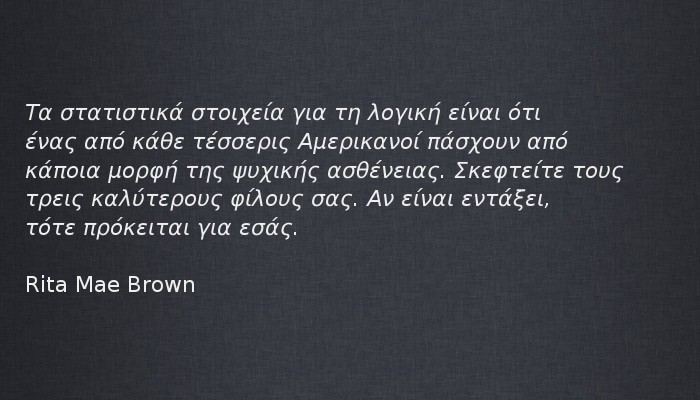 Τα στατιστικά στοιχεία για τη λογική είναι ότι
ένας από κάθε τέσσερις Αμερικανοί πάσχουν από
κάποια μορφή της ψυχικής ασθένειας. Σκεφτείτε τους
τρεις καλύτερους φίλους σας. Αν είναι εντάξει,
τότε πρόκειται για εσάς.
Rita Mae Brown